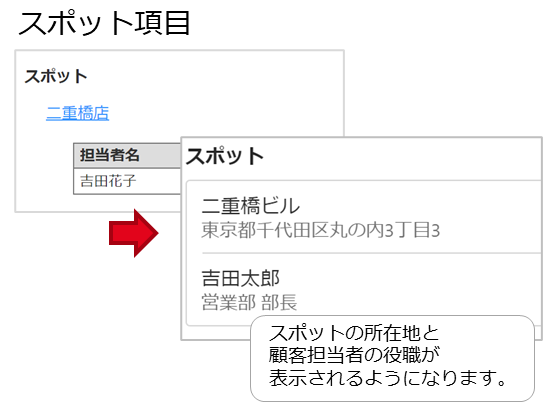 スポット項目
スポット
二重橋店
担当者名
吉田花子
スポット
二重橋ビル
東京都千代田区丸の内3丁目3
吉田太郎
営業部 部長
スポットの所在地と
顧客担当者の役職が
表示されるようになります。